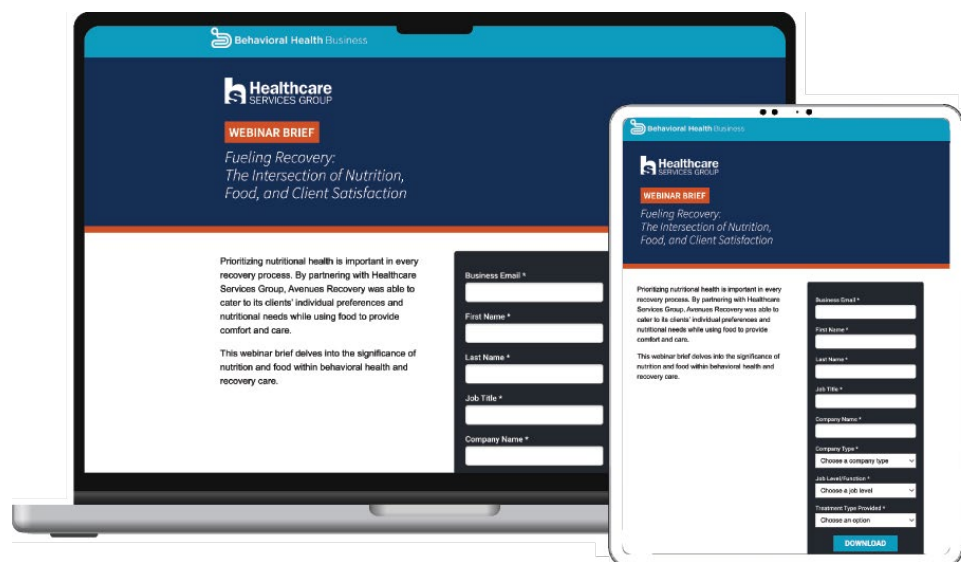 Behavioral Health Business
Healthcare
SERVICES GROUP
WEBINAR BRIEF
Fueling Recovery:
The Intersection of Nutrition,
Food, and Client Satisfaction
Prioritizing nutritional health is important in every
recovery process. By partnering with Healthcare
Services Group, Avenues Recovery was able to
cater to its clients' individual preferences and
nutritional needs while using food to provide
comfort and care.
This webinar brief delves into the significance of
nutrition and food within behavioral health and
recovery care.
Business Email *
First Name *
Last Name *
Job Title *
Company Name *
Behavioral Health Business
Healthcare
SERVICES GROUP
WEBINAR BRIEF
Fueling Recovery:
The Intersection of Nutrition,
Food, and Client Satisfaction
Prioritizing nutritional health is important in every
recovery process. By partnering with Healthcare
Services Group, Avenues Recovery was able to
cater to its clients' individual preferences and
nutritional needs while using food to provide
comfort and care.
This webinar brief delves into the significance of
nutrition and food within behavioral health and
recovery care.
Business Email *
First Name *
Last Name *
Job Title *
Company Name *
Company Type *
Choose a company type
Job Level/Function *
Choose a job level
Treatment Type Provided *
Choose an option
DOWNLOAD